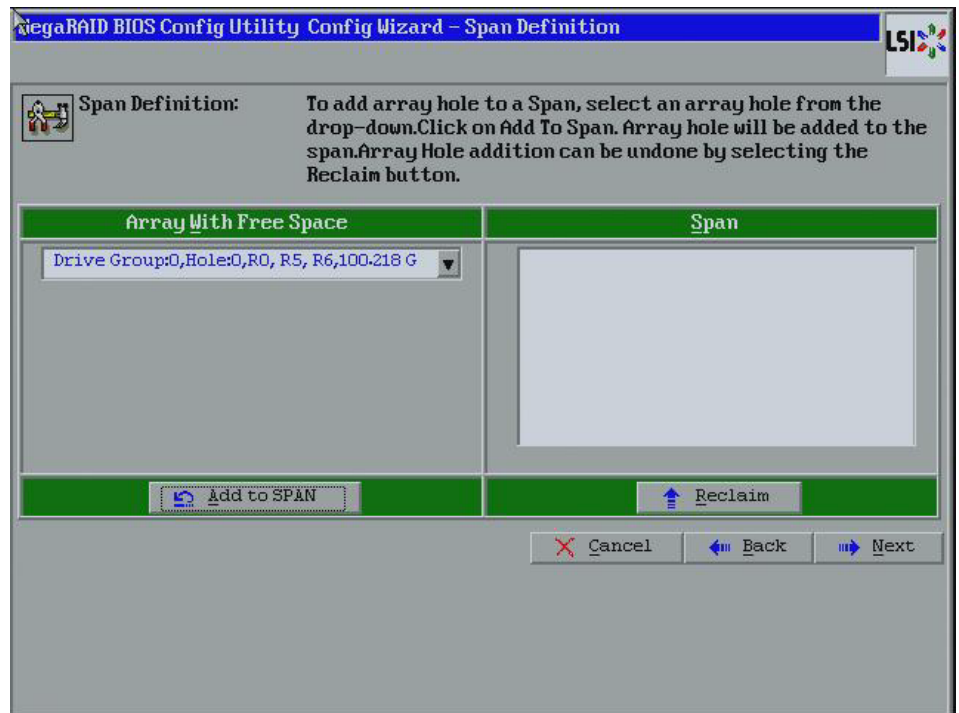 MegaRAID BIOS Config Utility Config Wizard – Span Definition
LSI
Span Definition:
To add array hole to a Span, select an array hole from the
drop-down.Click on Add To Span. Array hole will be added to the
span.Array Hole addition can be undone by selecting the
Reclaim button.
Array With Free Space
Span
Drive Group:0,Hole:0,R0, R5, R6,100.218 G
Add to SPAN
Reclaim
Cancel
Back
Next